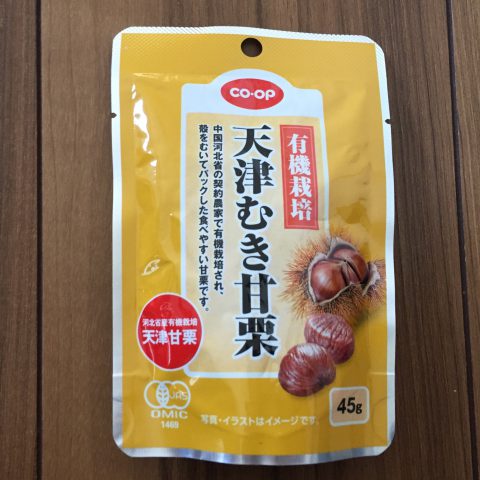 CO·OP
有機栽培
天津むき甘栗
中国河北省の契約農家で有機栽培され、
殻をむいてパックした食べやすい甘栗です。
河北省産有機栽培
天津甘栗
JAS
OMIC
1469
写真・イラストはイメージです。
45g